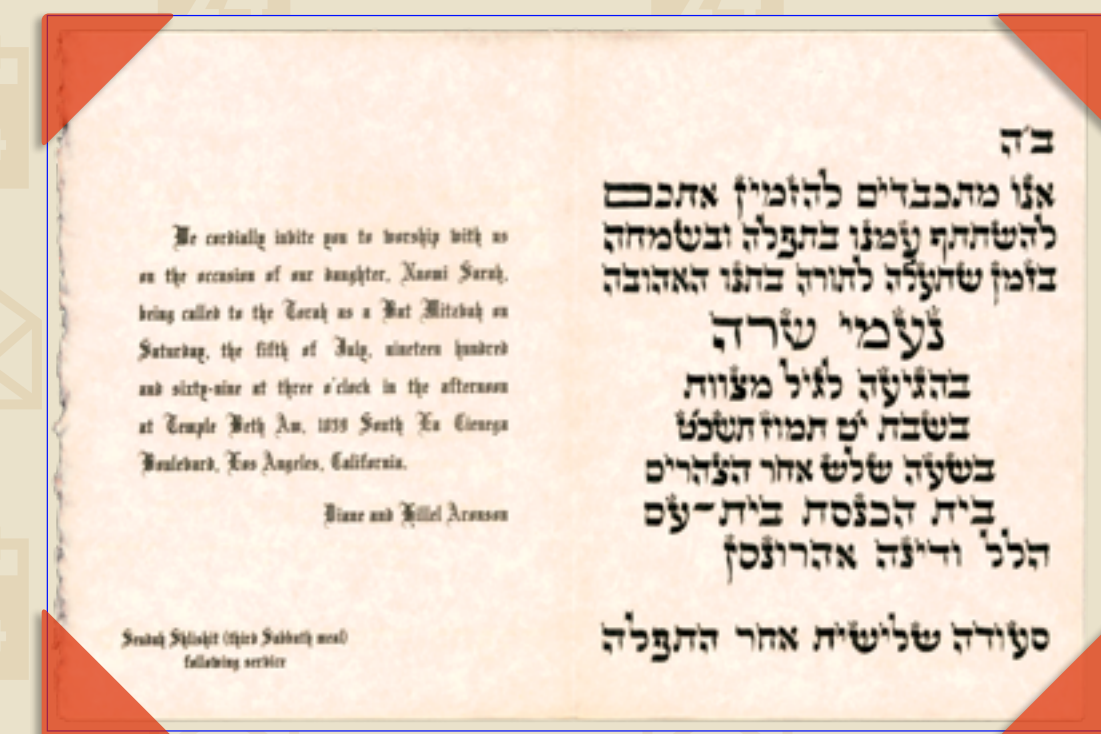 We cordially invite you to worship with us
on the occasion of our daughter, Naomi Sarah,
being called to the Torah as a Bat Mitzvah on
Saturday, the fifth of July, nineteen hundred
and sixty-nine at three o'clock in the afternoon
at Temple Beth Am, 1039 South La Cienega
Boulevard, Los Angeles, California.
Diane and Hillel Aronson
Seudah Shlishit (third Sabbath meal)
following service
ב'ה
אנו מתכבדים להזמין אתכם
להשתתף עמנו בתפלה ובשמחה
בזמן שתעלה לתורה בתנו האהובה
נעמי שרה
בהגיעה לגיל מצוות
בשבת יט תמוז תשכט
בשעה שלש אחר הצהרים
בית הכנסת בית-עם
הלל ודינה אהרונסן
סעודה שלישית אחר התפלה